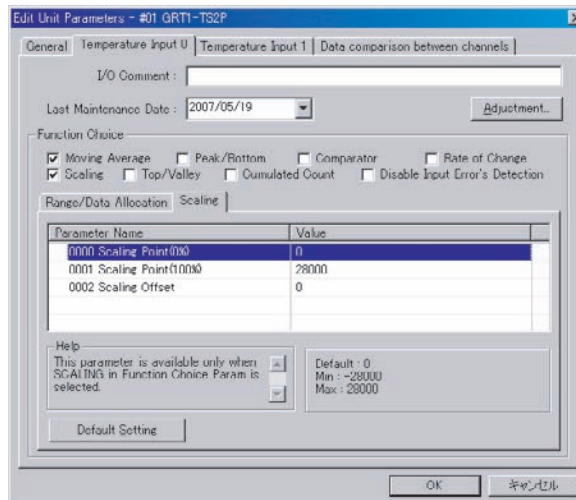 Edit Unit Parameters - #01 GRT1-TS2P
General Temperature Input 0 Temperature Input 1 Data comparison between channels
I/O Comment :
Last Maintenance Date : 2007/05/19 Adjustment...
Function Choice
Moving Average Peak/Bottom Comparator Rate of Change
Scaling Top/Valley Cumulated Count Disable Input Error's Detection
Range/Data Allocation Scaling
Parameter Name Value
0000 Scaling Point(0%) 0
0001 Scaling Point(100%) 28000
0002 Scaling Offset 0
Help
This parameter is available only when
SCALING in Function Choice Param is
selected.
Default : 0
Min : -28000
Max : 28000
Default Setting
OK キャンセル